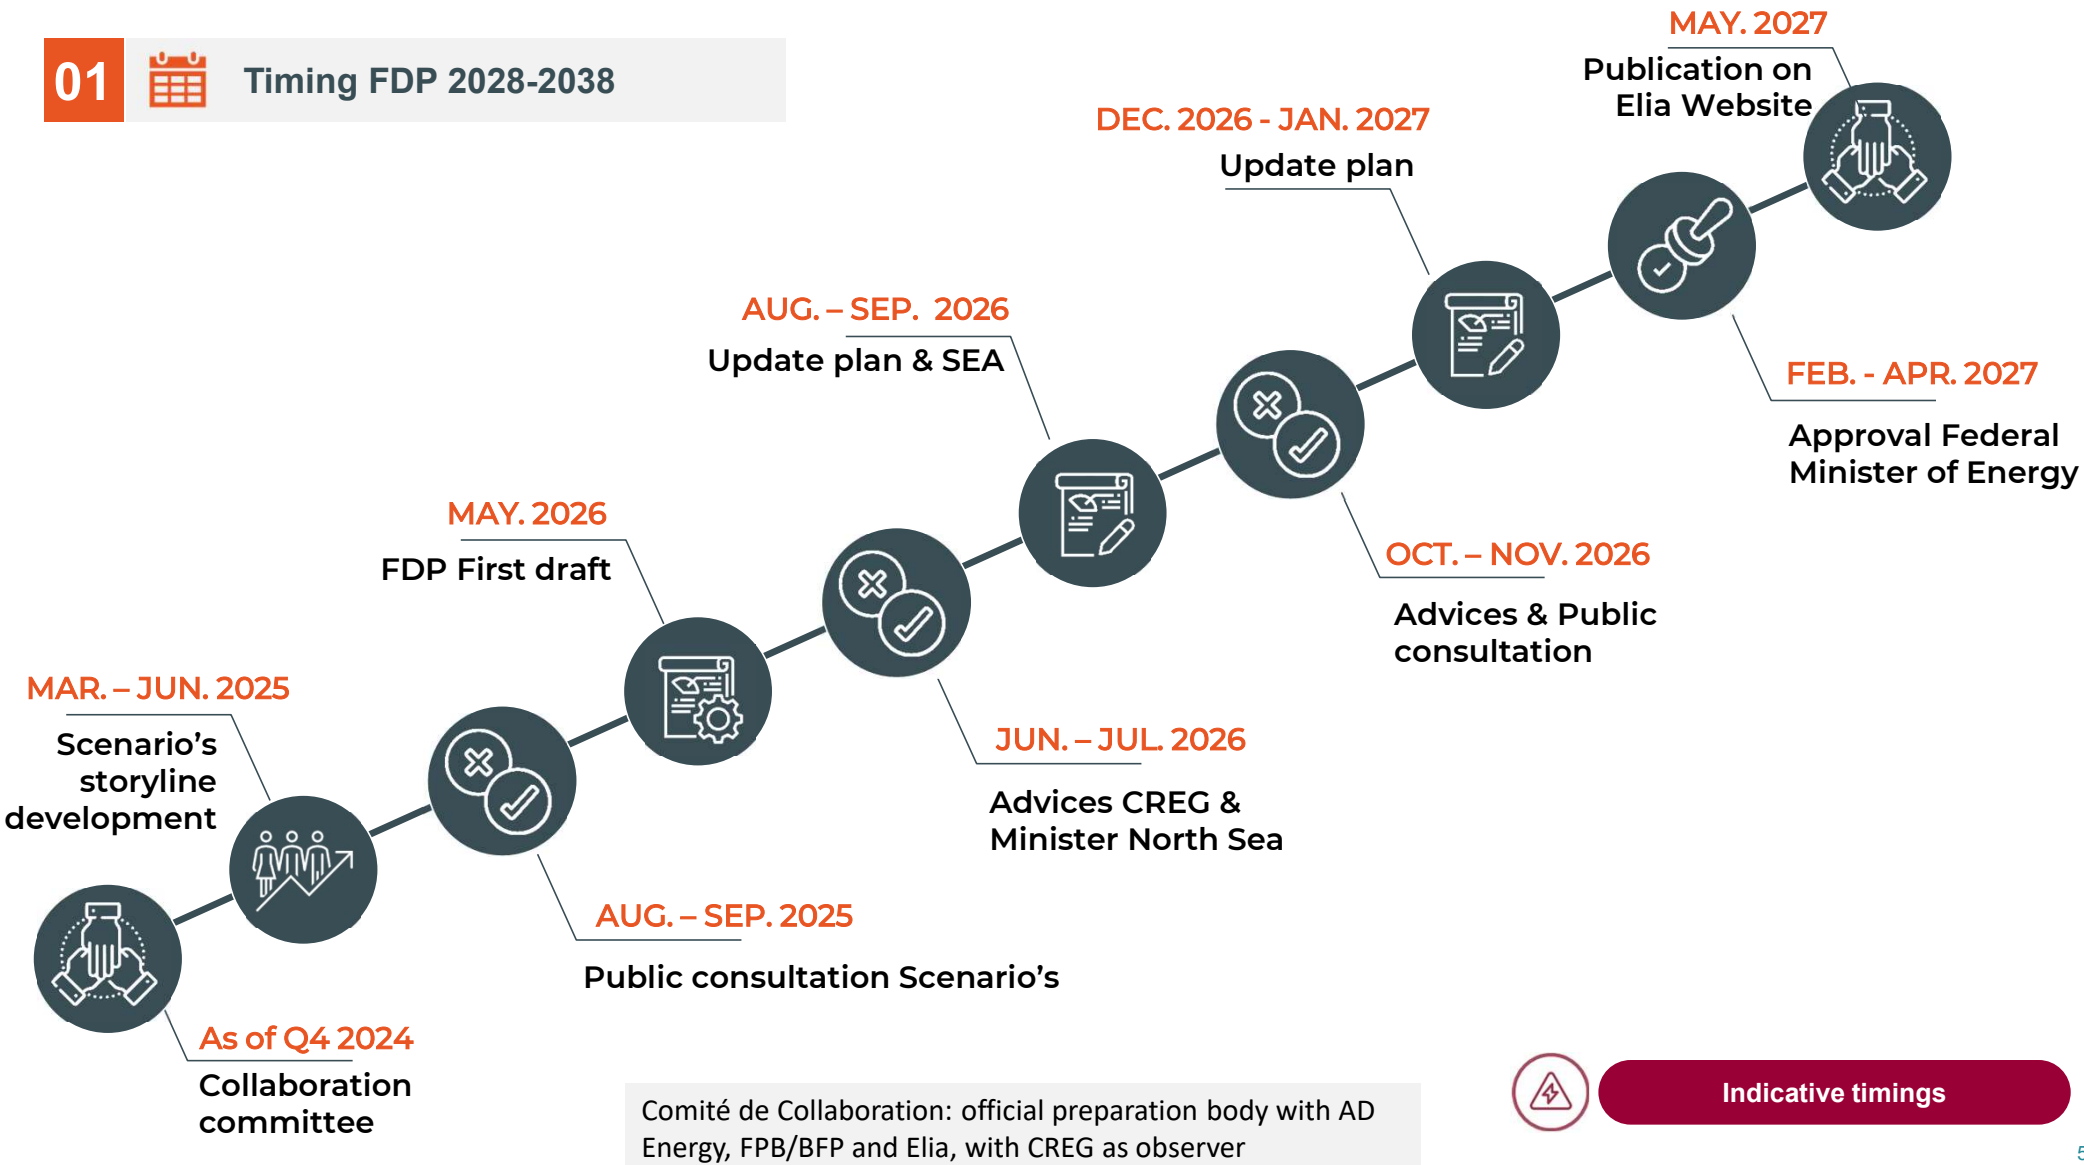 01
Timing FDP 2028-2038
As of Q4 2024
Collaboration
committee
MAR. – JUN. 2025
Scenario’s
storyline
development
AUG. – SEP. 2025
Public consultation Scenario’s
MAY. 2026
FDP First draft
JUN. – JUL. 2026
Advices CREG &
Minister North Sea
AUG. – SEP. 2026
Update plan & SEA
OCT. – NOV. 2026
Advices & Public
consultation
DEC. 2026 - JAN. 2027
Update plan
FEB. - APR. 2027
Approval Federal
Minister of Energy
MAY. 2027
Publication on
Elia Website
Comité de Collaboration: official preparation body with AD
Energy, FPB/BFP and Elia, with CREG as observer
Indicative timings
5